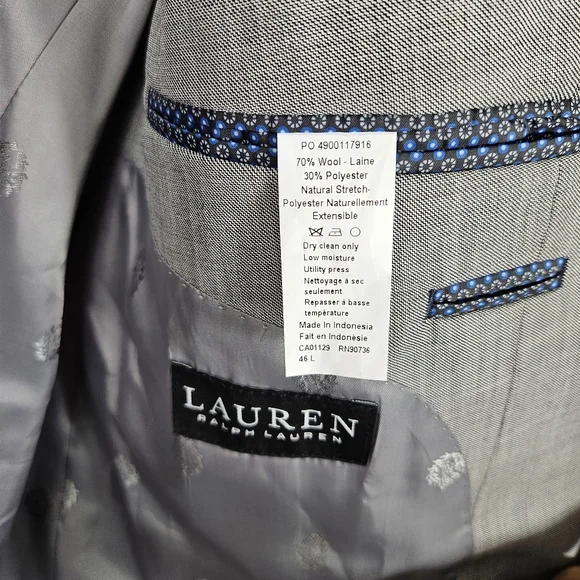 PO 4900117916
70% Wool - Laine
30% Polyester
Natural Stretch-
Polyester Naturellement
Extensible
Dry clean only
Low moisture
Utility press
Nettoyage à sec
seulement
Repasser à basse
température
Made In Indonesia
Fait en Indonèsie
CA01129 RN90736
46 L
LAUREN
RALPH LAUREN